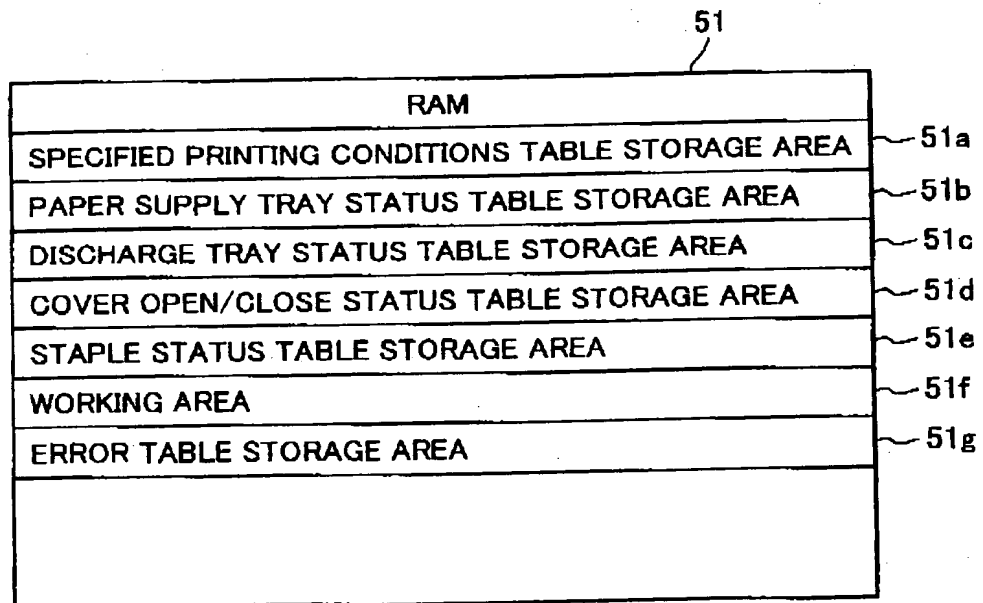 51
RAM
SPECIFIED PRINTING CONDITIONS TABLE STORAGE AREA 51a
PAPER SUPPLY TRAY STATUS TABLE STORAGE AREA 51b
DISCHARGE TRAY STATUS TABLE STORAGE AREA 51c
COVER OPEN/CLOSE STATUS TABLE STORAGE AREA 51d
STAPLE STATUS TABLE STORAGE AREA 51e
WORKING AREA 51f
ERROR TABLE STORAGE AREA 51g